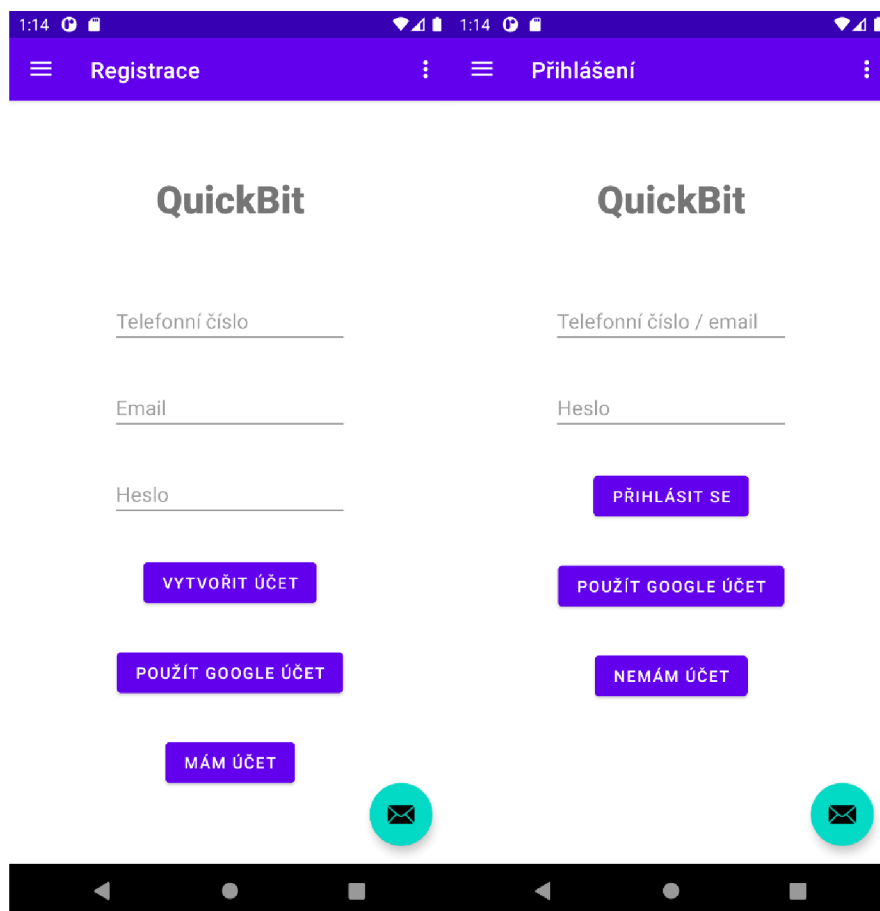 1:14
Registrace
QuickBit
Telefonní číslo
Email
Heslo
VYTVOŘIT ÚČET
POUŽÍT GOOGLE ÚČET
MÁM ÚČET
1:14
Přihlášení
QuickBit
Telefonní číslo / email
Heslo
PŘIHLÁSIT SE
POUŽÍT GOOGLE ÚČET
NEMÁM ÚČET